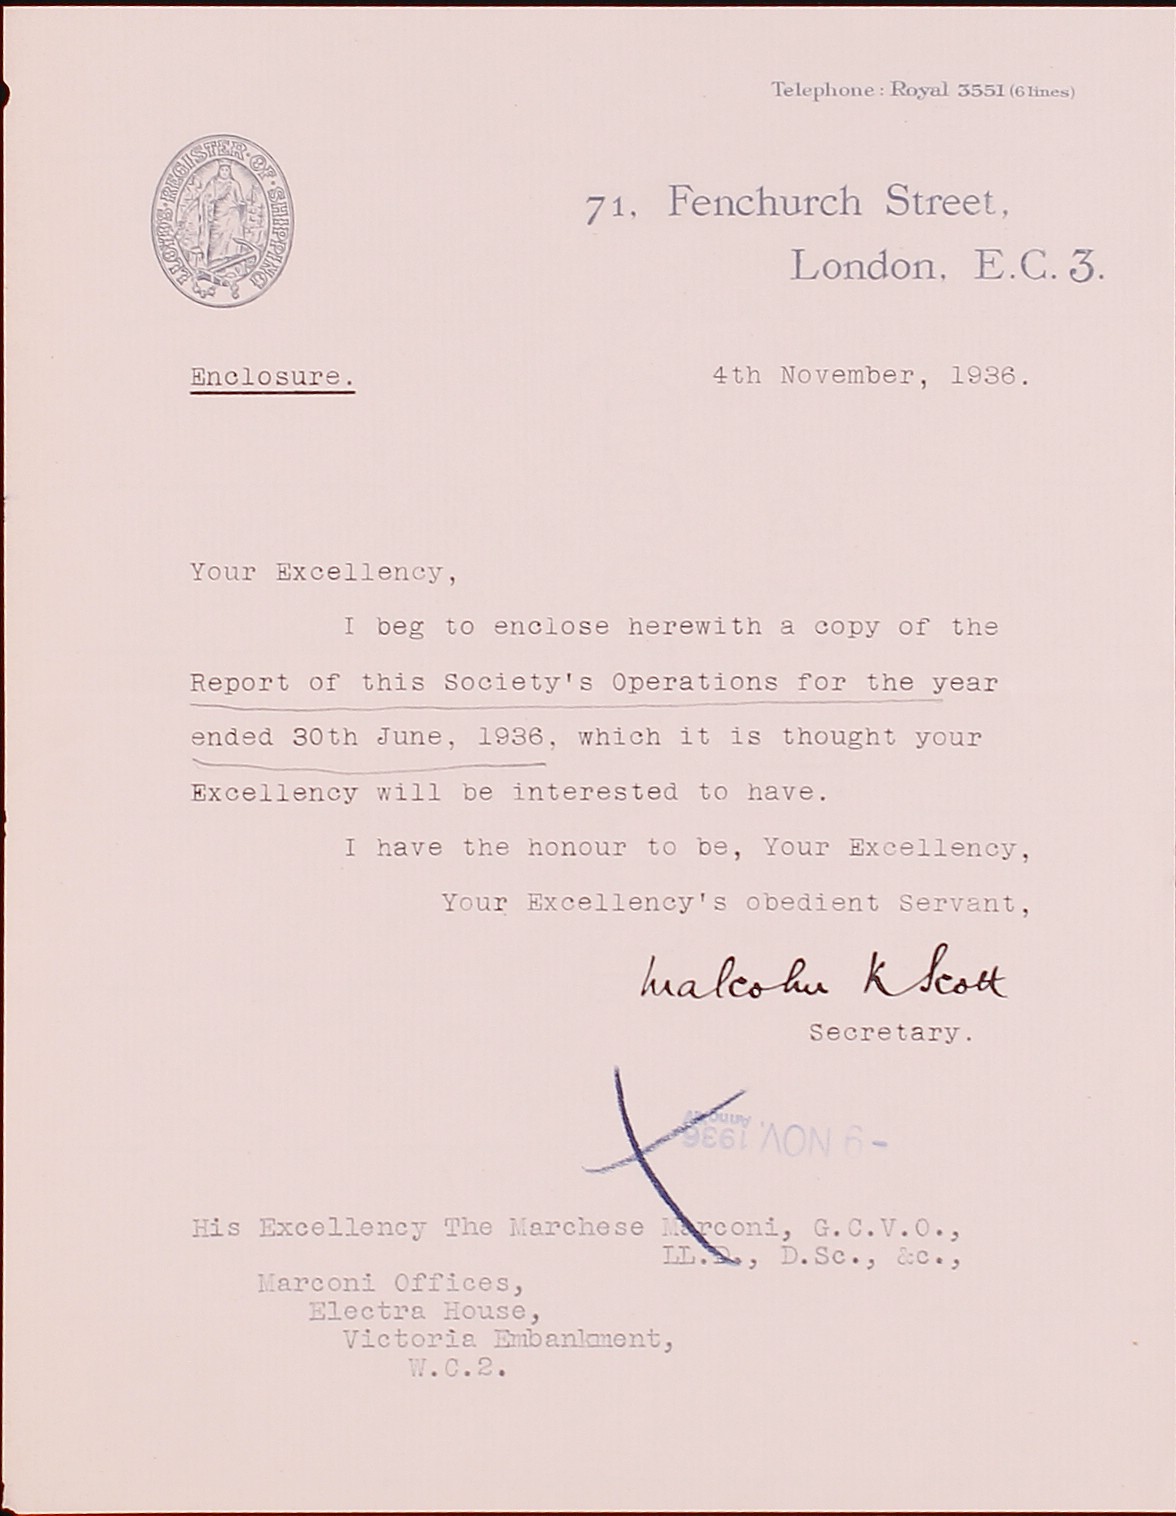 Telephone : Royal 3551 (6 lines)
LLOYDS·REGISTER·OF·SHIPPING
71, Fenchurch Street,
London, E.C. 3.
Enclosure.
4th November, 1936.
Your Excellency,
I beg to enclose herewith a copy of the
Report of this Society's Operations for the year
ended 30th June, 1936, which it is thought your
Excellency will be interested to have.
I have the honour to be, Your Excellency,
Your Excellency's obedient Servant,
Malcolm K Scott
Secretary.
-9 NOV. 1936
His Excellency The Marchese Marconi, G.C.V.O.,
LL.D., D.Sc., &c.,
Marconi Offices,
Electra House,
Victoria Embankment,
W.C.2.